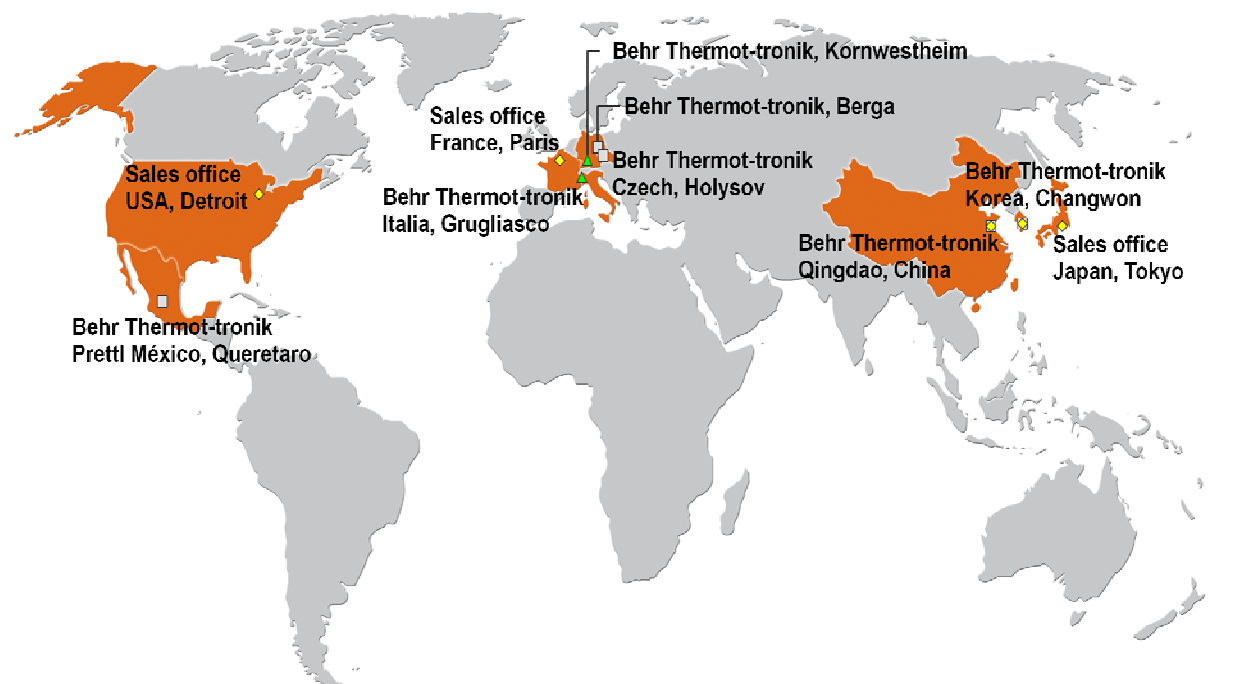 Behr Thermot-tronik, Kornwestheim
Behr Thermot-tronik, Berga
Sales office
France, Paris
Behr Thermot-tronik
Czech, Holysov
Sales office
USA, Detroit
Behr Thermot-tronik
Italia, Grugliasco
Behr Thermot-tronik
Korea, Changwon
Behr Thermot-tronik
Qingdao, China
Sales office
Japan, Tokyo
Behr Thermot-tronik
Prettl México, Queretaro